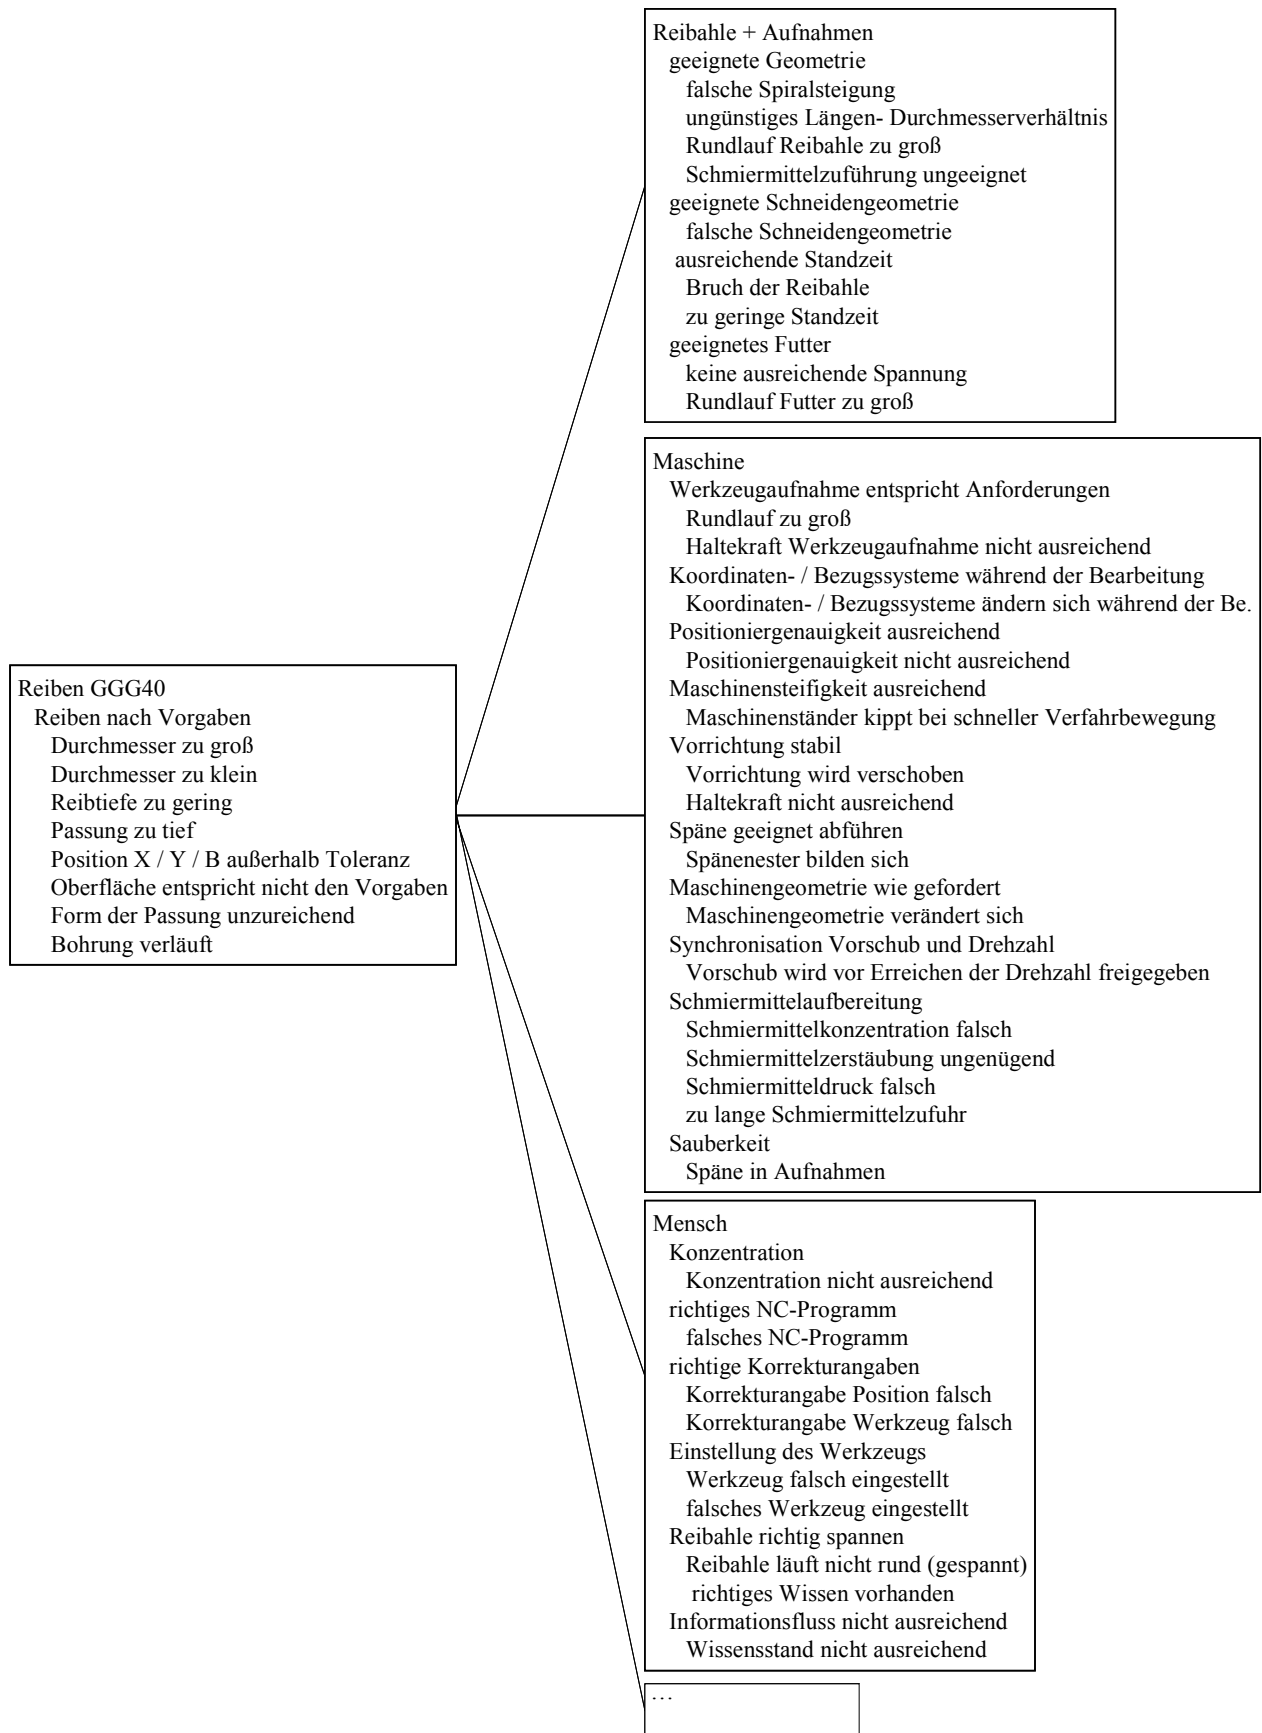 Reibahle + Aufnahmen
geeignete Geometrie
falsche Spiralsteigung
ungünstiges Längen- Durchmesserverhältnis
Rundlauf Reibahle zu groß
Schmiermittelzuführung ungeeignet
geeignete Schneidengeometrie
falsche Schneidengeometrie
ausreichende Standzeit
Bruch der Reibahle
zu geringe Standzeit
geeignetes Futter
keine ausreichende Spannung
Rundlauf Futter zu groß
Maschine
Werkzeugaufnahme entspricht Anforderungen
Rundlauf zu groß
Haltekraft Werkzeugaufnahme nicht ausreichend
Koordinaten- / Bezugssysteme während der Bearbeitung
Koordinaten- / Bezugssysteme ändern sich während der Be.
Positioniergenauigkeit ausreichend
Positioniergenauigkeit nicht ausreichend
Maschinensteifigkeit ausreichend
Maschinenständer kippt bei schneller Verfahrbewegung
Vorrichtung stabil
Vorrichtung wird verschoben
Haltekraft nicht ausreichend
Späne geeignet abführen
Spänenester bilden sich
Maschinengeometrie wie gefordert
Maschinengeometrie verändert sich
Synchronisation Vorschub und Drehzahl
Vorschub wird vor Erreichen der Drehzahl freigegeben
Schmiermittelaufbereitung
Schmiermittelkonzentration falsch
Schmiermittelzerstäubung ungenügend
Schmiermitteldruck falsch
zu lange Schmiermittelzufuhr
Sauberkeit
Späne in Aufnahmen
Reiben GGG40
Reiben nach Vorgaben
Durchmesser zu groß
Durchmesser zu klein
Reibtiefe zu gering
Passung zu tief
Position X / Y / B außerhalb Toleranz
Oberfläche entspricht nicht den Vorgaben
Form der Passung unzureichend
Bohrung verläuft
Mensch
Konzentration
Konzentration nicht ausreichend
richtiges NC-Programm
falsches NC-Programm
richtige Korrekturangaben
Korrekturangabe Position falsch
Korrekturangabe Werkzeug falsch
Einstellung des Werkzeugs
Werkzeug falsch eingestellt
falsches Werkzeug eingestellt
Reibahle richtig spannen
Reibahle läuft nicht rund (gespannt)
richtiges Wissen vorhanden
Informationsfluss nicht ausreichend
Wissensstand nicht ausreichend
…